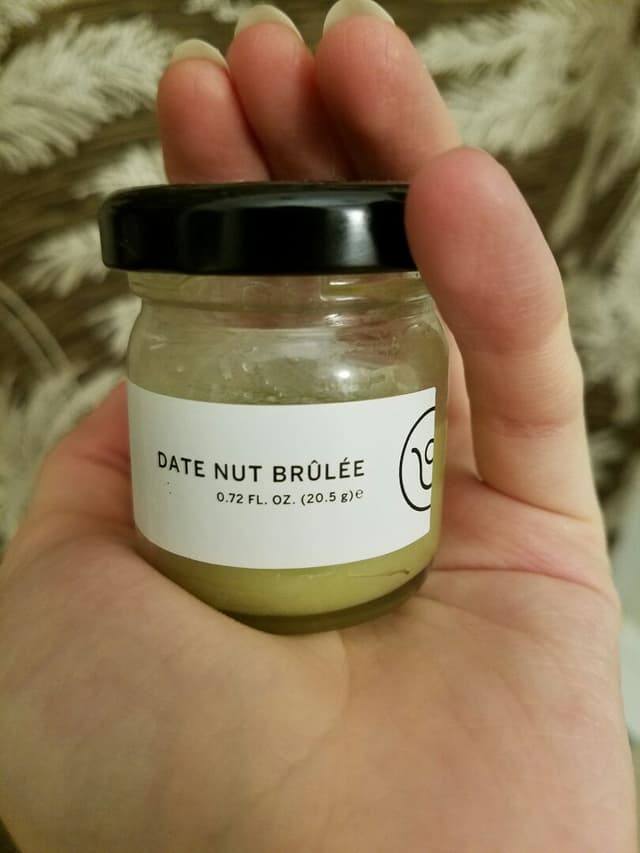 DATE NUT BRÛLÉE
0.72 FL. OZ. (20.5 g)℮